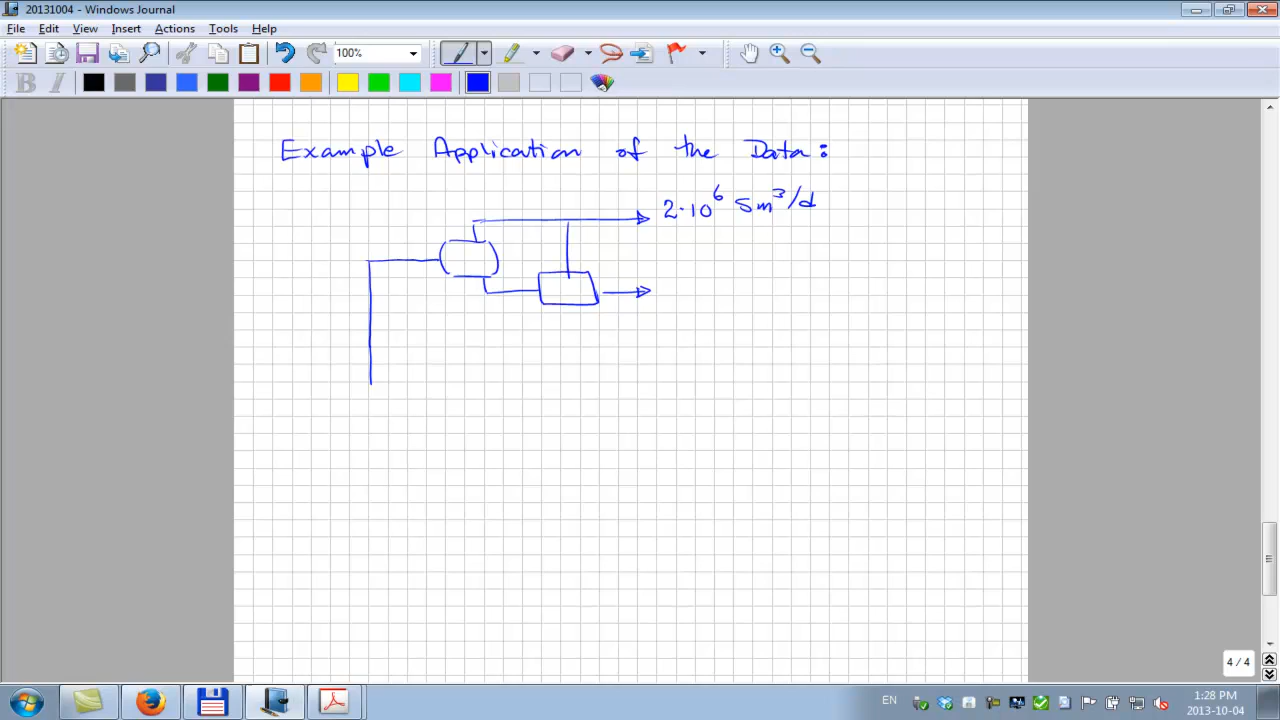 20131004 - Windows Journal
File Edit View Insert Actions Tools Help
100%
B I
Example Application of the Data:
2·10⁶ Sm³/d
4 / 4
EN
1:28 PM
2013-10-04